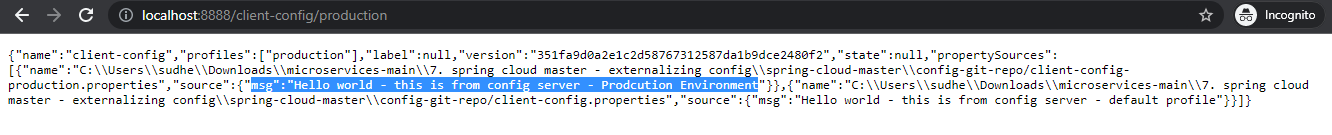 localhost:8888/client-config/production
Incognito
{"name":"client-config","profiles":["production"],"label":null,"version":"351fa9d0a2e1c2d58767312587da1b9dce2480f2","state":null,"propertySources":
[{"name":"C:\\Users\\sudhe\\Downloads\\microservices-main\\7. spring cloud master - externalizing config\\spring-cloud-master\\config-git-repo/client-config-
production.properties","source":{"msg":"Hello world - this is from config server - Prodcution Environment"}},{"name":"C:\\Users\\sudhe\\Downloads\\microservices-main\\7. spring cloud
master - externalizing config\\spring-cloud-master\\config-git-repo/client-config.properties","source":{"msg":"Hello world - this is from config server - default profile"}}]}